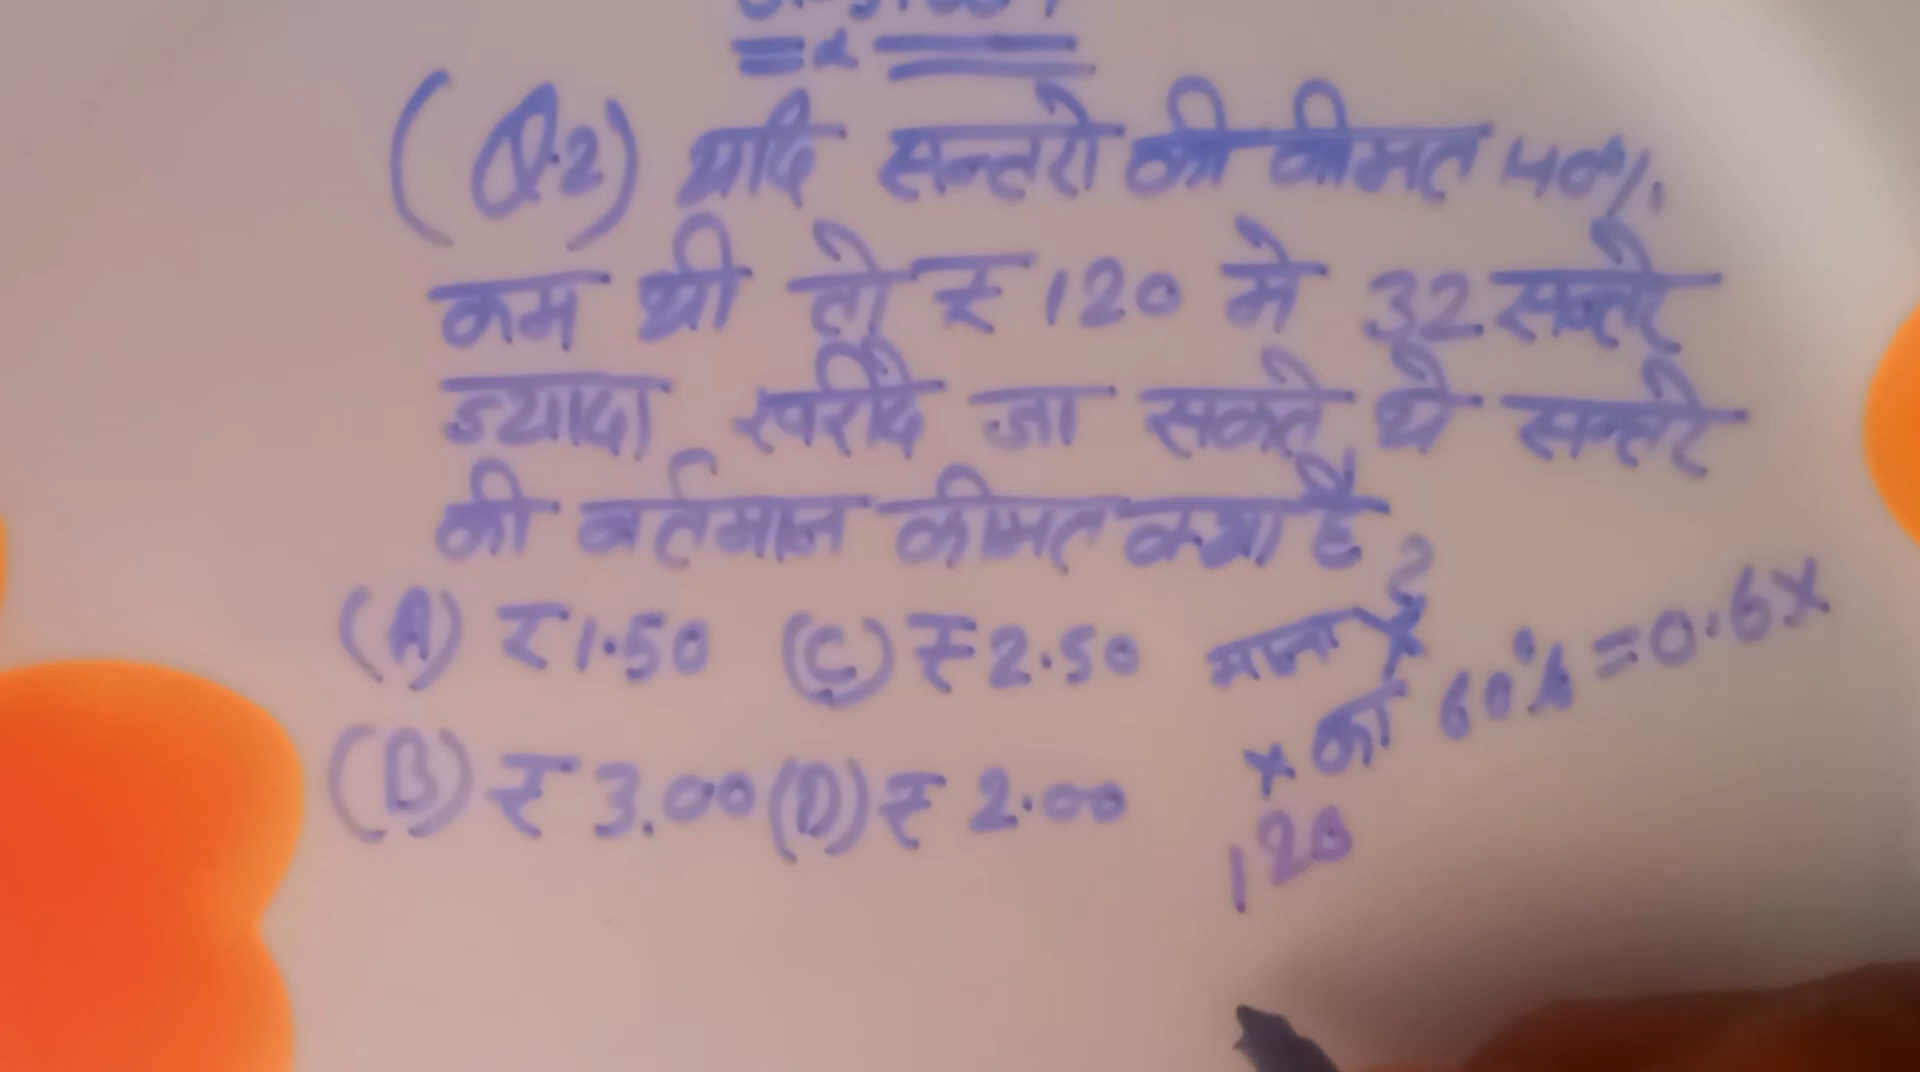 (Q.2) यदि सन्तरो की कीमत 40%
कम थी तो ₹ 120 मे 32 सन्तरे
ज्यादा खरीदे जा सकते थे सन्तरे
की वर्तमान कीमत क्या है ?
(A) ₹ 1.50 (C) ₹ 2.50
(B) ₹ 3.00 (D) ₹ 2.00
माना x
x का 60% = 0.6x
120